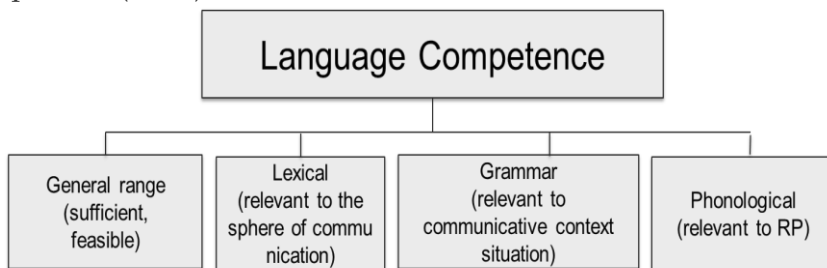 Language Competence
General range
(sufficient,
feasible)
Lexical
(relevant to the
sphere of commu
nication)
Grammar
(relevant to
communicative context
situation)
Phonological
(relevant to RP)